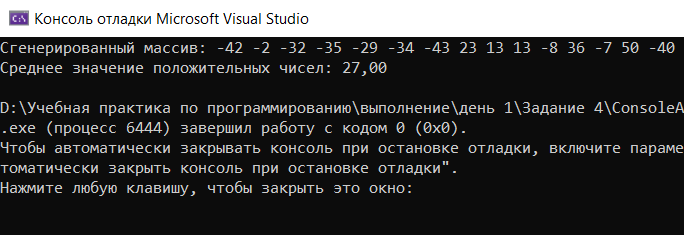 Консоль отладки Microsoft Visual Studio
Сгенерированный массив: -42 -2 -32 -35 -29 -34 -43 23 13 13 -8 36 -7 50 -40
Среднее значение положительных чисел: 27,00
D:\Учебная практика по программированию\выполнение\день 1\Задание 4\ConsoleA
.exe (процесс 6444) завершил работу с кодом 0 (0x0).
Чтобы автоматически закрывать консоль при остановке отладки, включите параме
томатически закрыть консоль при остановке отладки".
Нажмите любую клавишу, чтобы закрыть это окно: